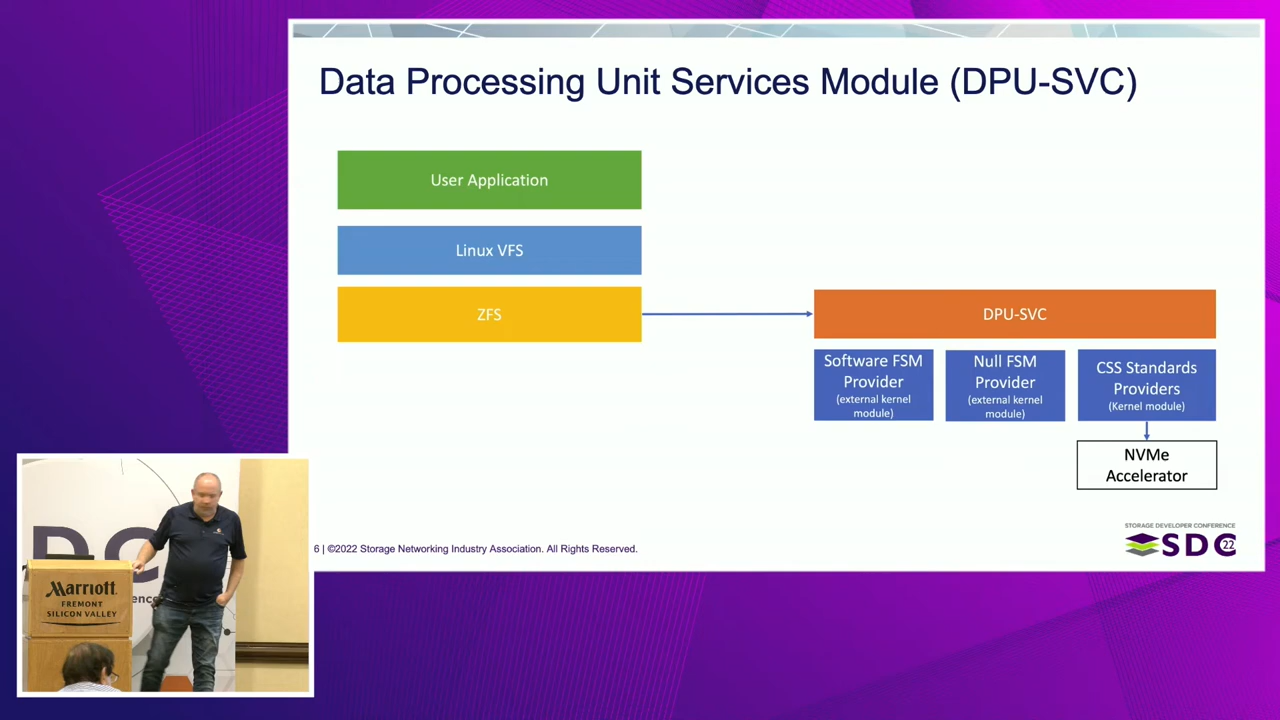 Data Processing Unit Services Module (DPU-SVC)
User Application
Linux VFS
ZFS
DPU-SVC
Software FSM
Provider
(external kernel
module)
Null FSM
Provider
(external kernel
module)
CSS Standards
Providers
(Kernel module)
NVMe
Accelerator
6 | ©2022 Storage Networking Industry Association. All Rights Reserved.
STORAGE DEVELOPER CONFERENCE
SDC 22
Marriott
FREMONT
SILICON VALLEY